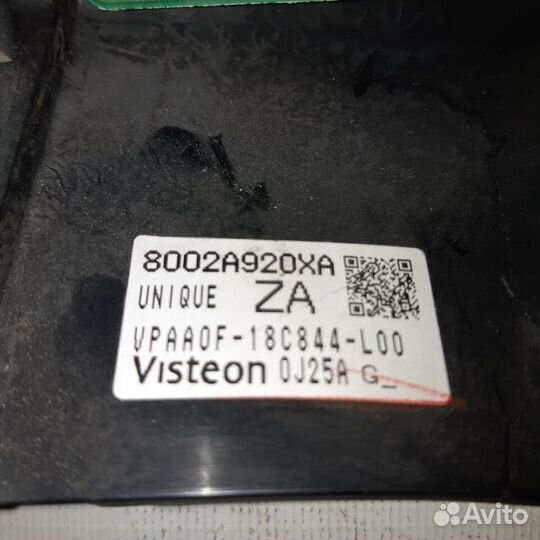 8002A920XA
UNIQUE ZA
VPAA0F-18C844-L00
Visteon 0J25A G_
Avito